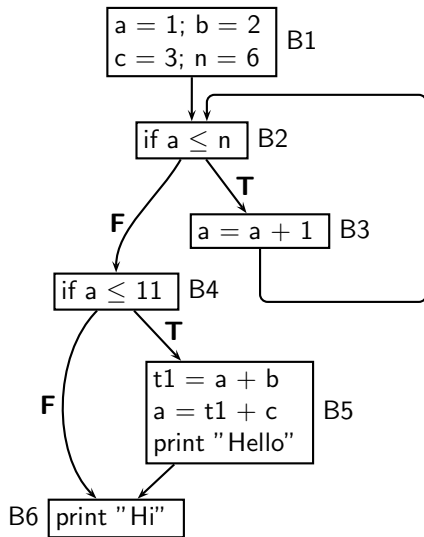 a = 1; b = 2
c = 3; n = 6
B1
if a ≤ n
B2
T
F
a = a + 1
B3
if a ≤ 11
B4
T
F
t1 = a + b
a = t1 + c
print "Hello"
B5
B6
print "Hi"